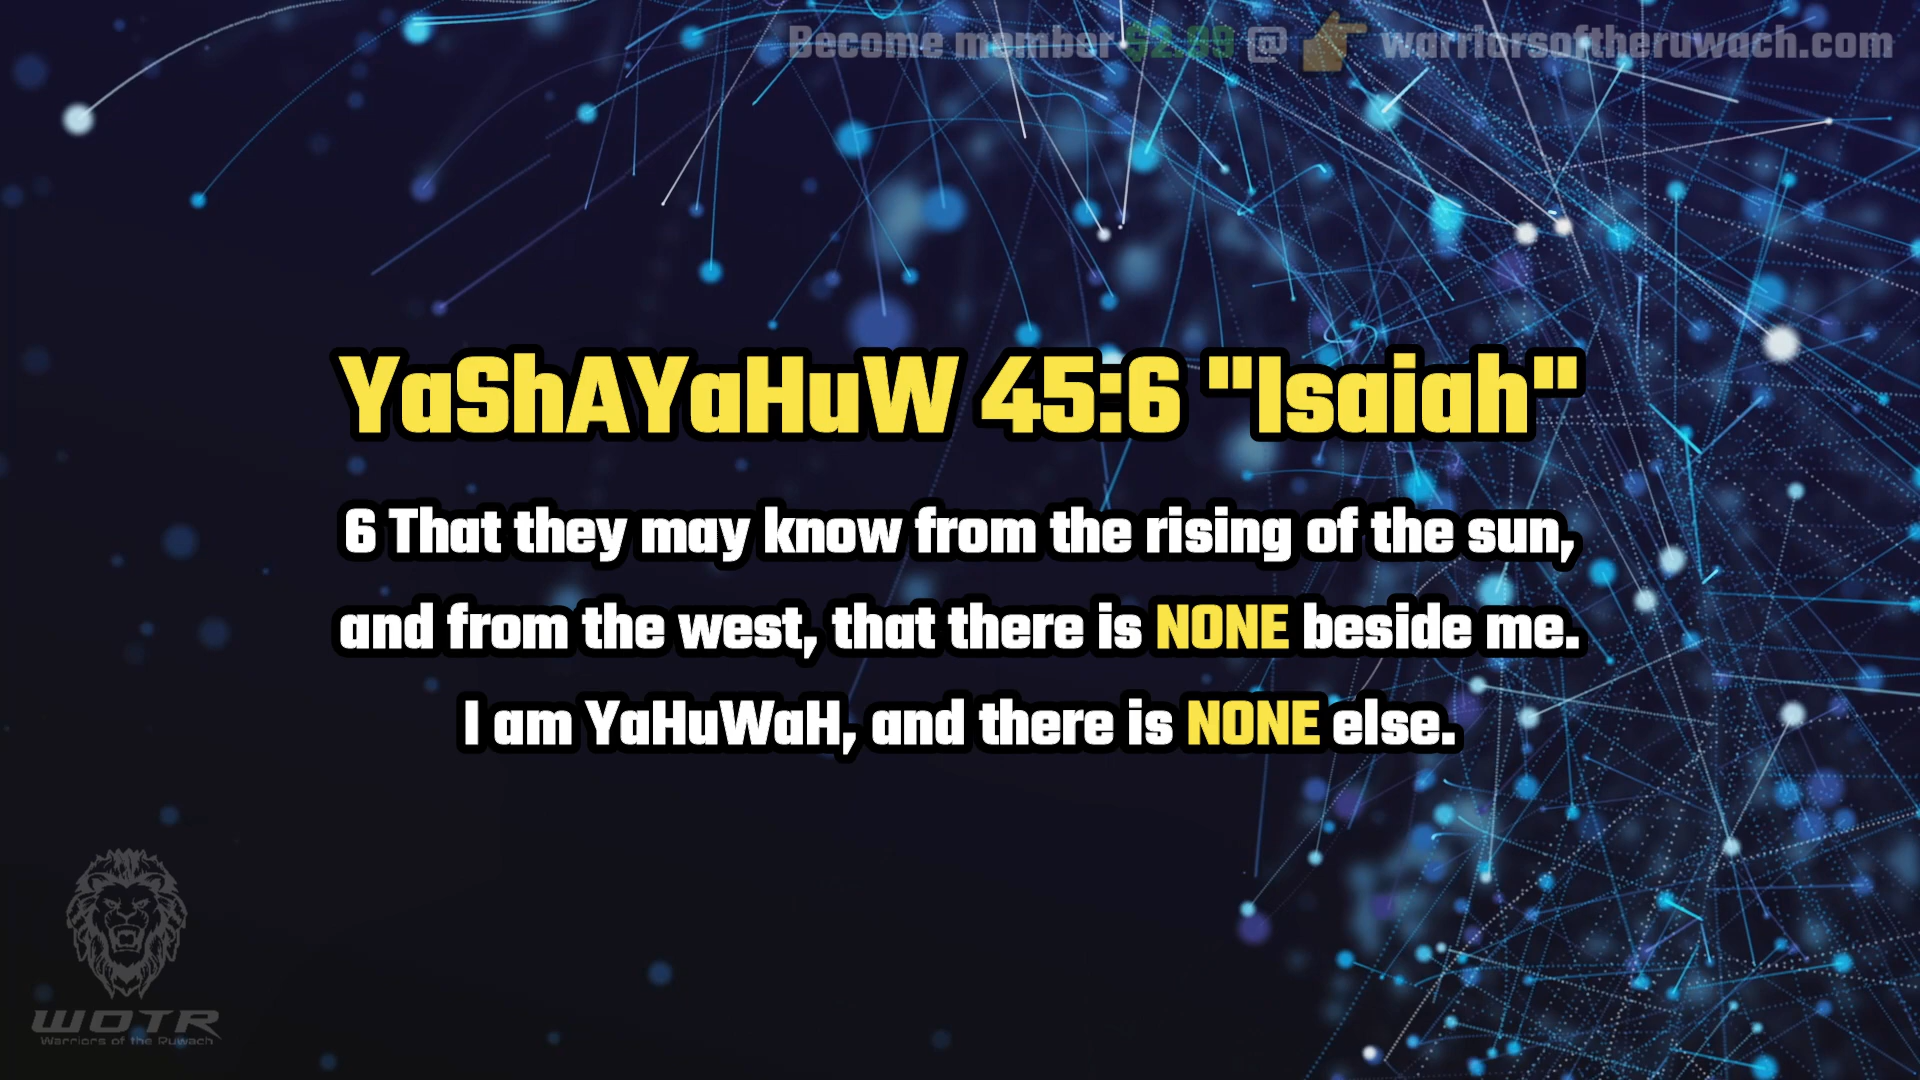 Become member $2.99 @ 👉 warriorsoftheruwach.com
YaShAYaHuW 45:6 "Isaiah"
6 That they may know from the rising of the sun,
and from the west, that there is NONE beside me.
I am YaHuWaH, and there is NONE else.
WOTR
Warriors of the Ruwach